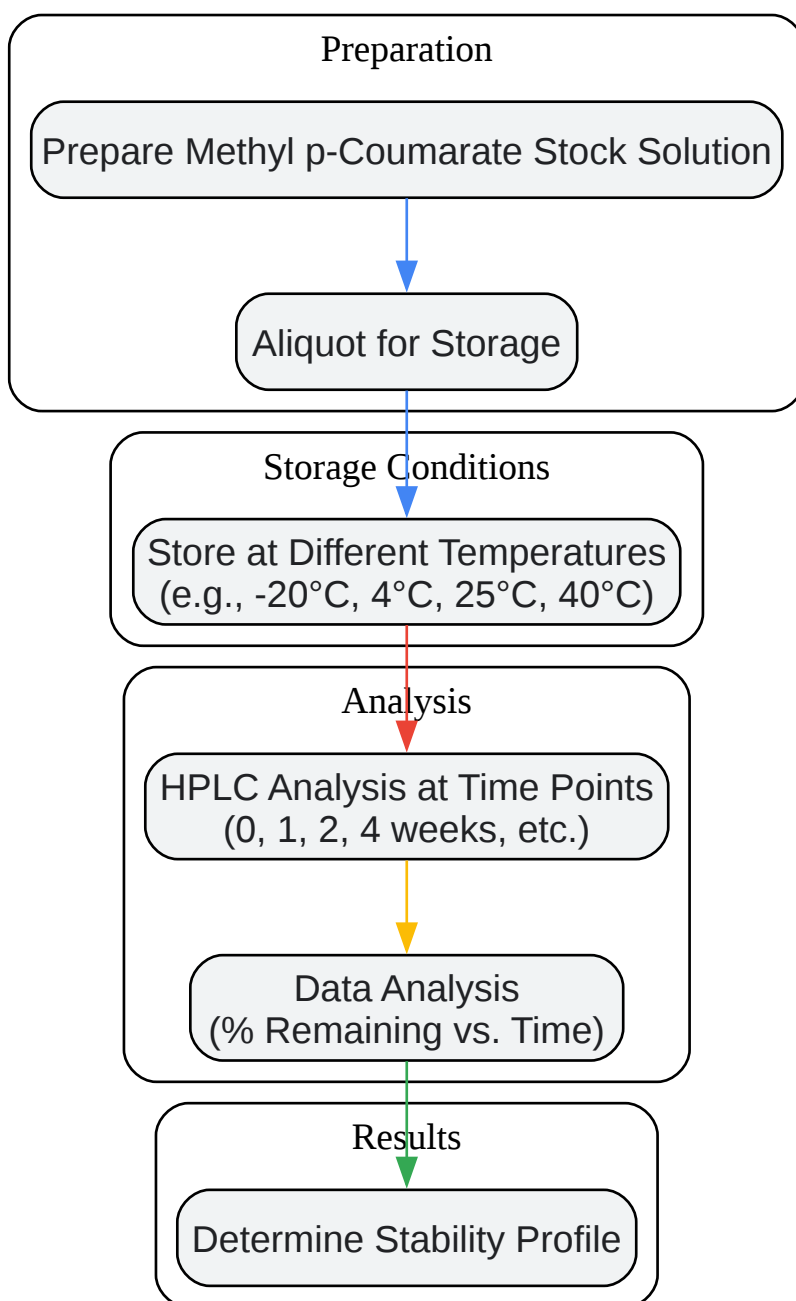 Preparation
Prepare Methyl p-Coumarate Stock Solution
Aliquot for Storage
Storage Conditions
Store at Different Temperatures
(e.g., -20°C, 4°C, 25°C, 40°C)
Analysis
HPLC Analysis at Time Points
(0, 1, 2, 4 weeks, etc.)
Data Analysis
(% Remaining vs. Time)
Results
Determine Stability Profile